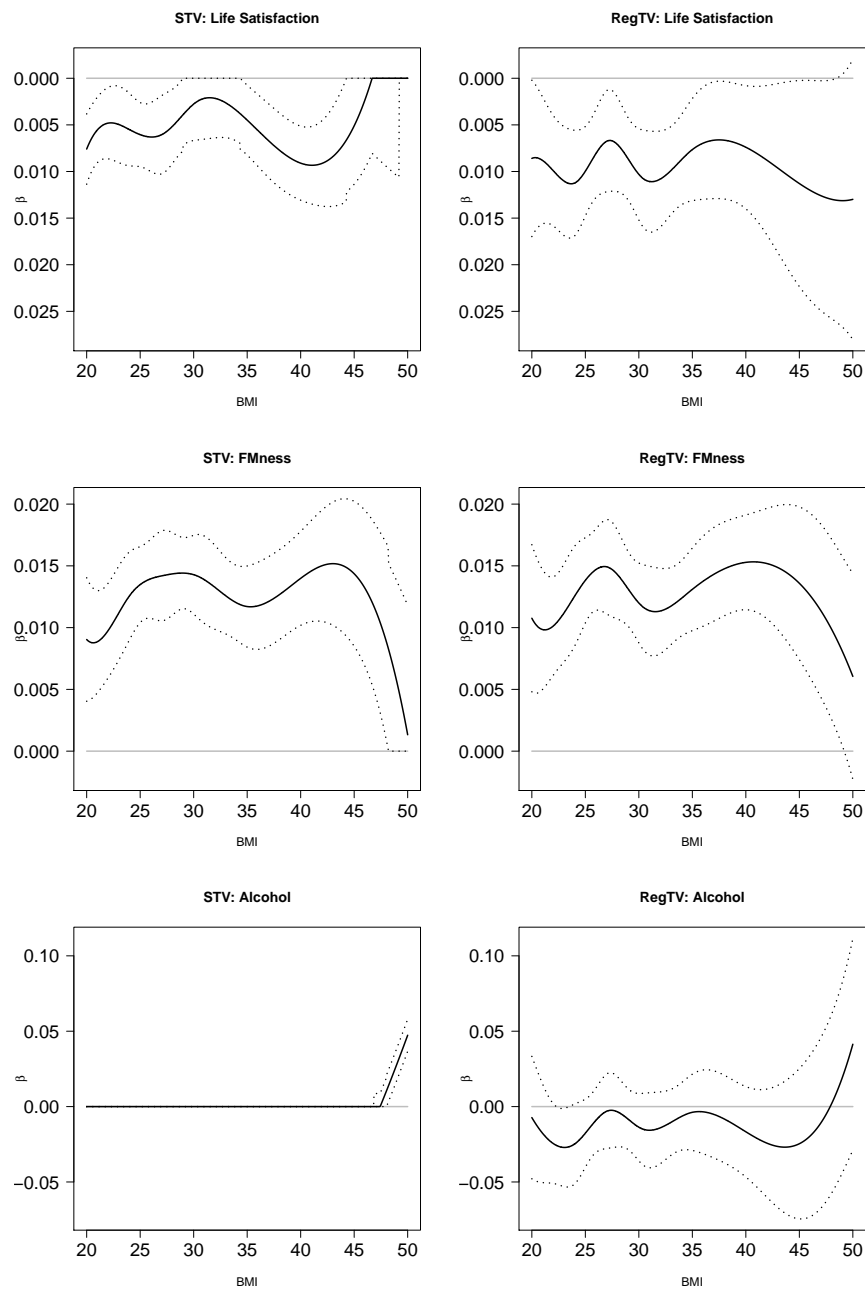 STV: Life Satisfaction
0.000
0.005
0.010
0.015
0.020
0.025
β
20 25 30 35 40 45 50
BMI
RegTV: Life Satisfaction
0.000
0.005
0.010
0.015
0.020
0.025
β
20 25 30 35 40 45 50
BMI
STV: FMness
0.020
0.015
0.010
0.005
0.000
β
20 25 30 35 40 45 50
BMI
RegTV: FMness
0.020
0.015
0.010
0.005
0.000
β
20 25 30 35 40 45 50
BMI
STV: Alcohol
0.10
0.05
0.00
−0.05
β
20 25 30 35 40 45 50
BMI
RegTV: Alcohol
0.10
0.05
0.00
−0.05
β
20 25 30 35 40 45 50
BMI